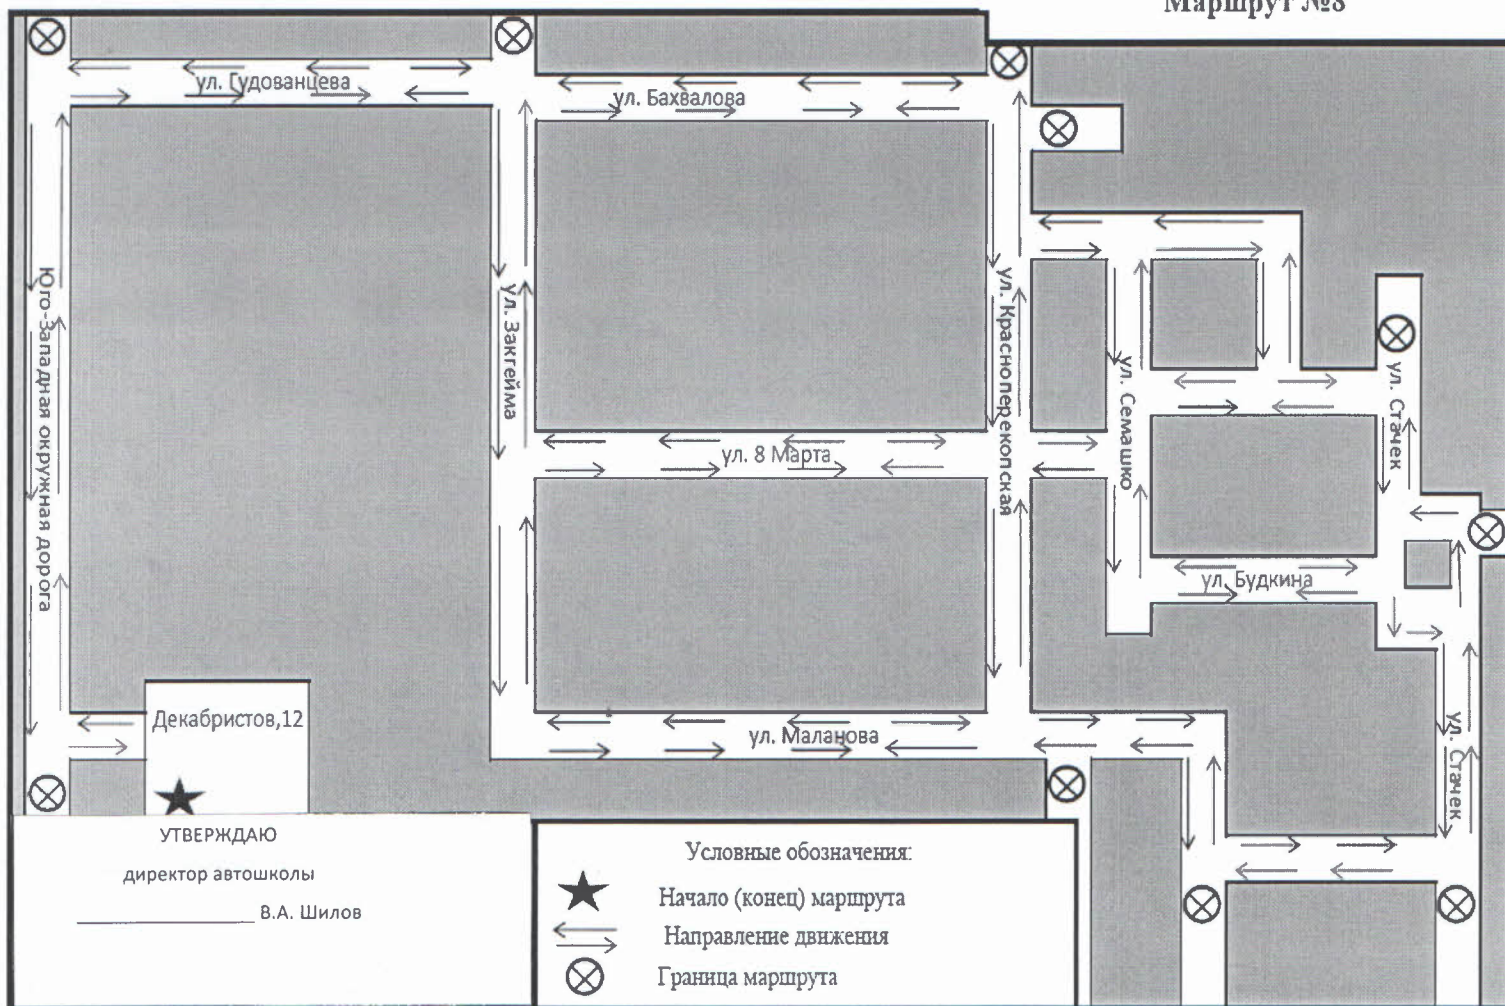 Маршрут №8
ул. Гудованцева
ул. Бахвалова
Юго-Западная окружная дорога
ул. Закгейма
ул. Красноперекопская
ул. Семашко
ул. Стачек
ул. 8 Марта
ул. Будкина
Декабристов,12
ул. Маланова
ул. Стачек
УТВЕРЖДАЮ
директор автошколы
В.А. Шилов
Условные обозначения:
Начало (конец) маршрута
Направление движения
Граница маршрута